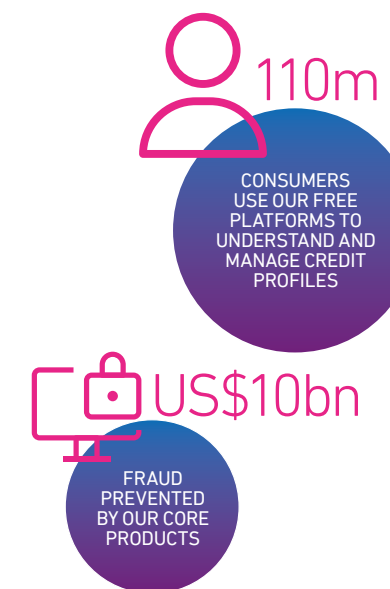 110m
CONSUMERS
USE OUR FREE
PLATFORMS TO
UNDERSTAND AND
MANAGE CREDIT
PROFILES
US$10bn
FRAUD
PREVENTED
BY OUR CORE
PRODUCTS